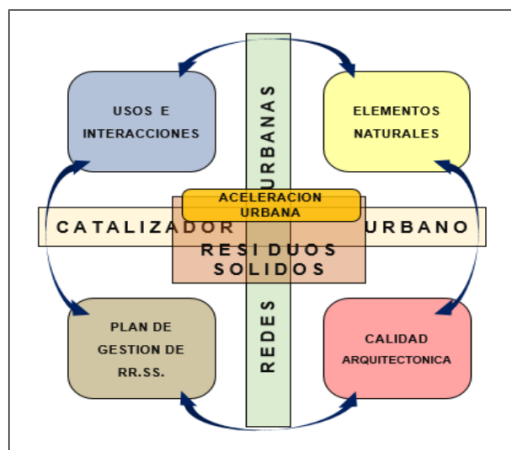 USOS E
INTERACCIONES
ELEMENTOS
NATURALES
REDES URBANAS
ACELERACION
URBANA
CATALIZADOR URBANO
RESIDUOS
SOLIDOS
PLAN DE
GESTION DE
RR.SS.
CALIDAD
ARQUITECTONICA